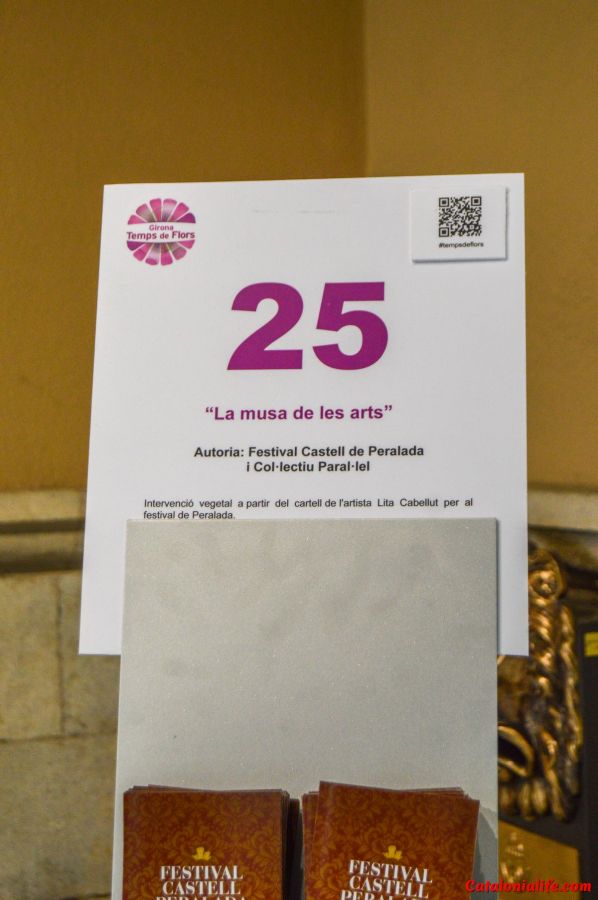 Girona
Temps de Flors
#tempsdeflors
25
“La musa de les arts”
Autoria: Festival Castell de Peralada
i Col·lectiu Paral·lel
Intervenció vegetal a partir del cartell de l'artista Lita Cabellut per al
festival de Peralada.
FESTIVAL
CASTELL
PERALADA
FESTIVAL
CASTELL
PERALADA
Catalonialife.com